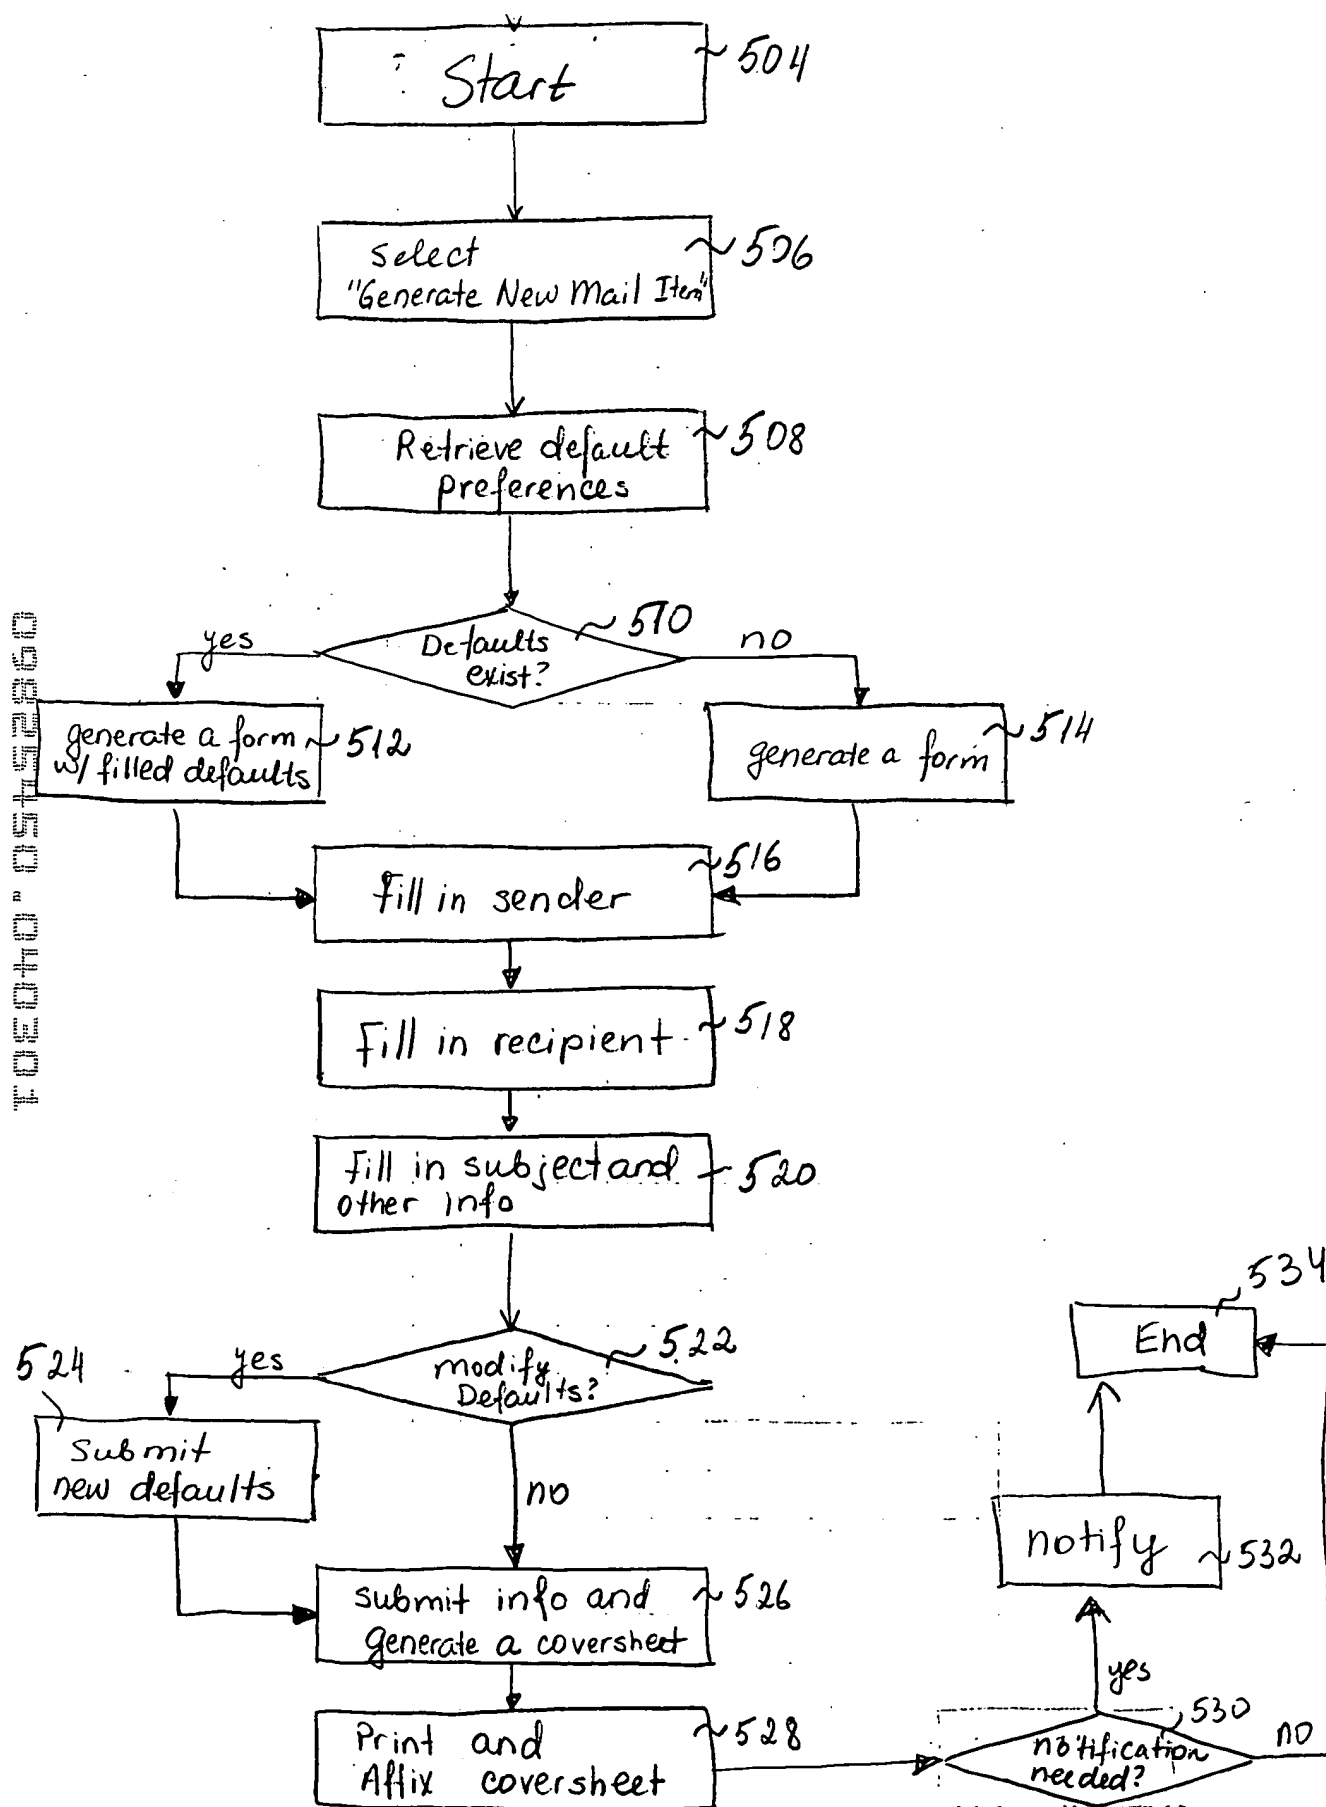 Start
504
Select
"Generate New Mail Item"
506
Retrieve default
preferences
508
Defaults
exist?
510
yes
no
generate a form
w/ filled defaults
512
generate a form
514
fill in sender
516
fill in recipient
518
fill in subject and
other info
520
modify
Defaults?
522
yes
no
524
Submit
new defaults
submit info and
generate a coversheet
526
Print and
Affix coversheet
528
notification
needed?
530
yes
no
notify
532
End
534
09825450.040301